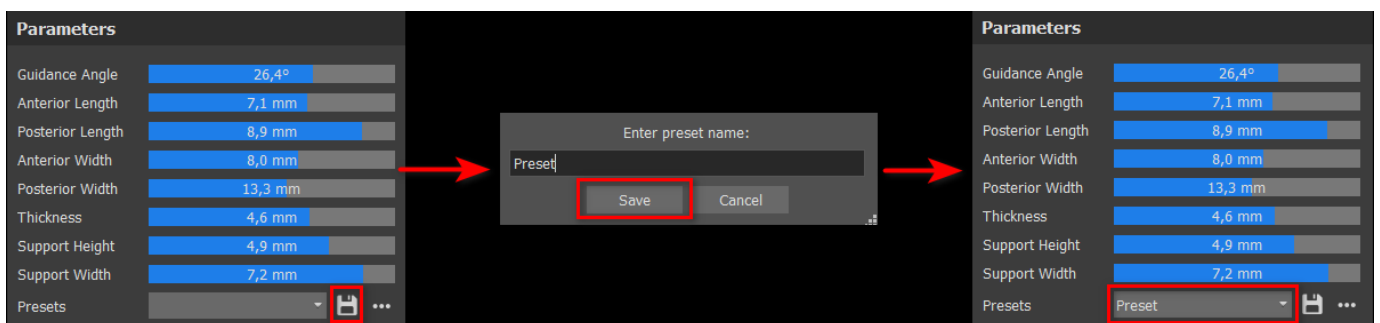 Parameters
Guidance Angle 26,4°
Anterior Length 7,1 mm
Posterior Length 8,9 mm
Anterior Width 8,0 mm
Posterior Width 13,3 mm
Thickness 4,6 mm
Support Height 4,9 mm
Support Width 7,2 mm
Presets
Enter preset name:
Preset
Save Cancel
Parameters
Guidance Angle 26,4°
Anterior Length 7,1 mm
Posterior Length 8,9 mm
Anterior Width 8,0 mm
Posterior Width 13,3 mm
Thickness 4,6 mm
Support Height 4,9 mm
Support Width 7,2 mm
Presets Preset